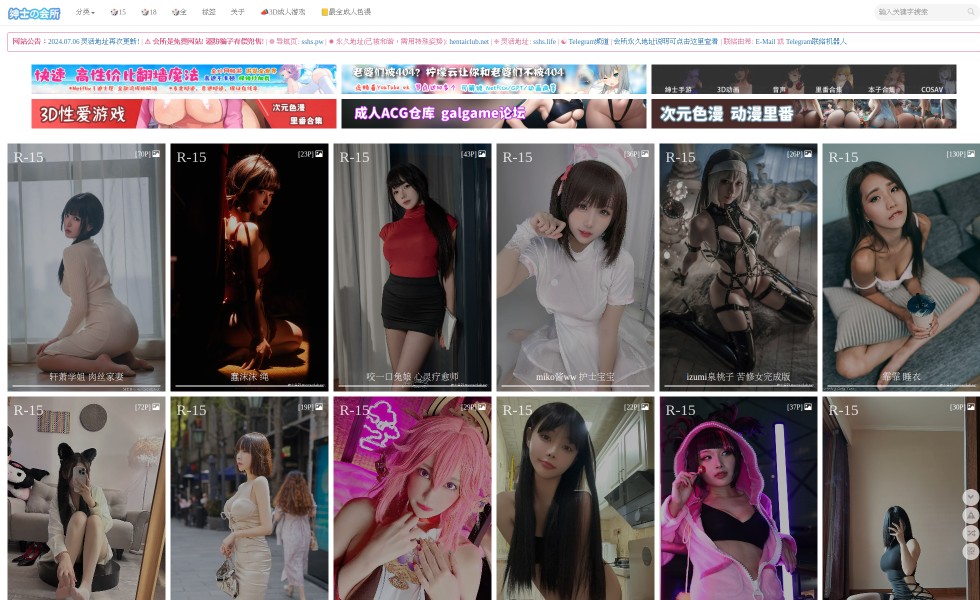 绅士の会所
分类 15 18 全 标签 关于 3D成人游戏 最全成人色漫
输入关键字搜索
网站公告：2024.07.06 灵活地址再次更新! | ⚠ 会所是免费网站! 谨防骗子有偿贩售! | 导航页: sshs.pw | 永久地址(已被和谐，需用特殊姿势): hentaiclub.net | 灵活地址: sshs.life | Telegram频道 | 会所永久地址说明可点击这里查看 | 联络由希: E-Mail 或 Telegram联络机器人
快速 高性价比翻墙魔法
老婆们被404? 柠檬云让你和老婆们不被404
绅士手游 3D动画 音声 里番合集 本子合集 COSAV
3D性爱游戏 次元色漫 里番合集
成人ACG仓库 galgame论坛
次元色漫 动漫里番
R-15 [70P]
轩萧学姐 肉丝家妻
R-15 [23P]
蠢沫沫 绳
R-15 [43P]
咬一口兔娘 心灵疗愈师
R-15 [36P]
miko酱ww 护士宝宝
R-15 [26P]
izumi泉桃子 苦修女完成版
R-15 [130P]
睡衣
R-15 [72P]
R-15 [19P]
R-15 [29P]
R-15 [22P]
R-15 [37P]
R-15 [30P]